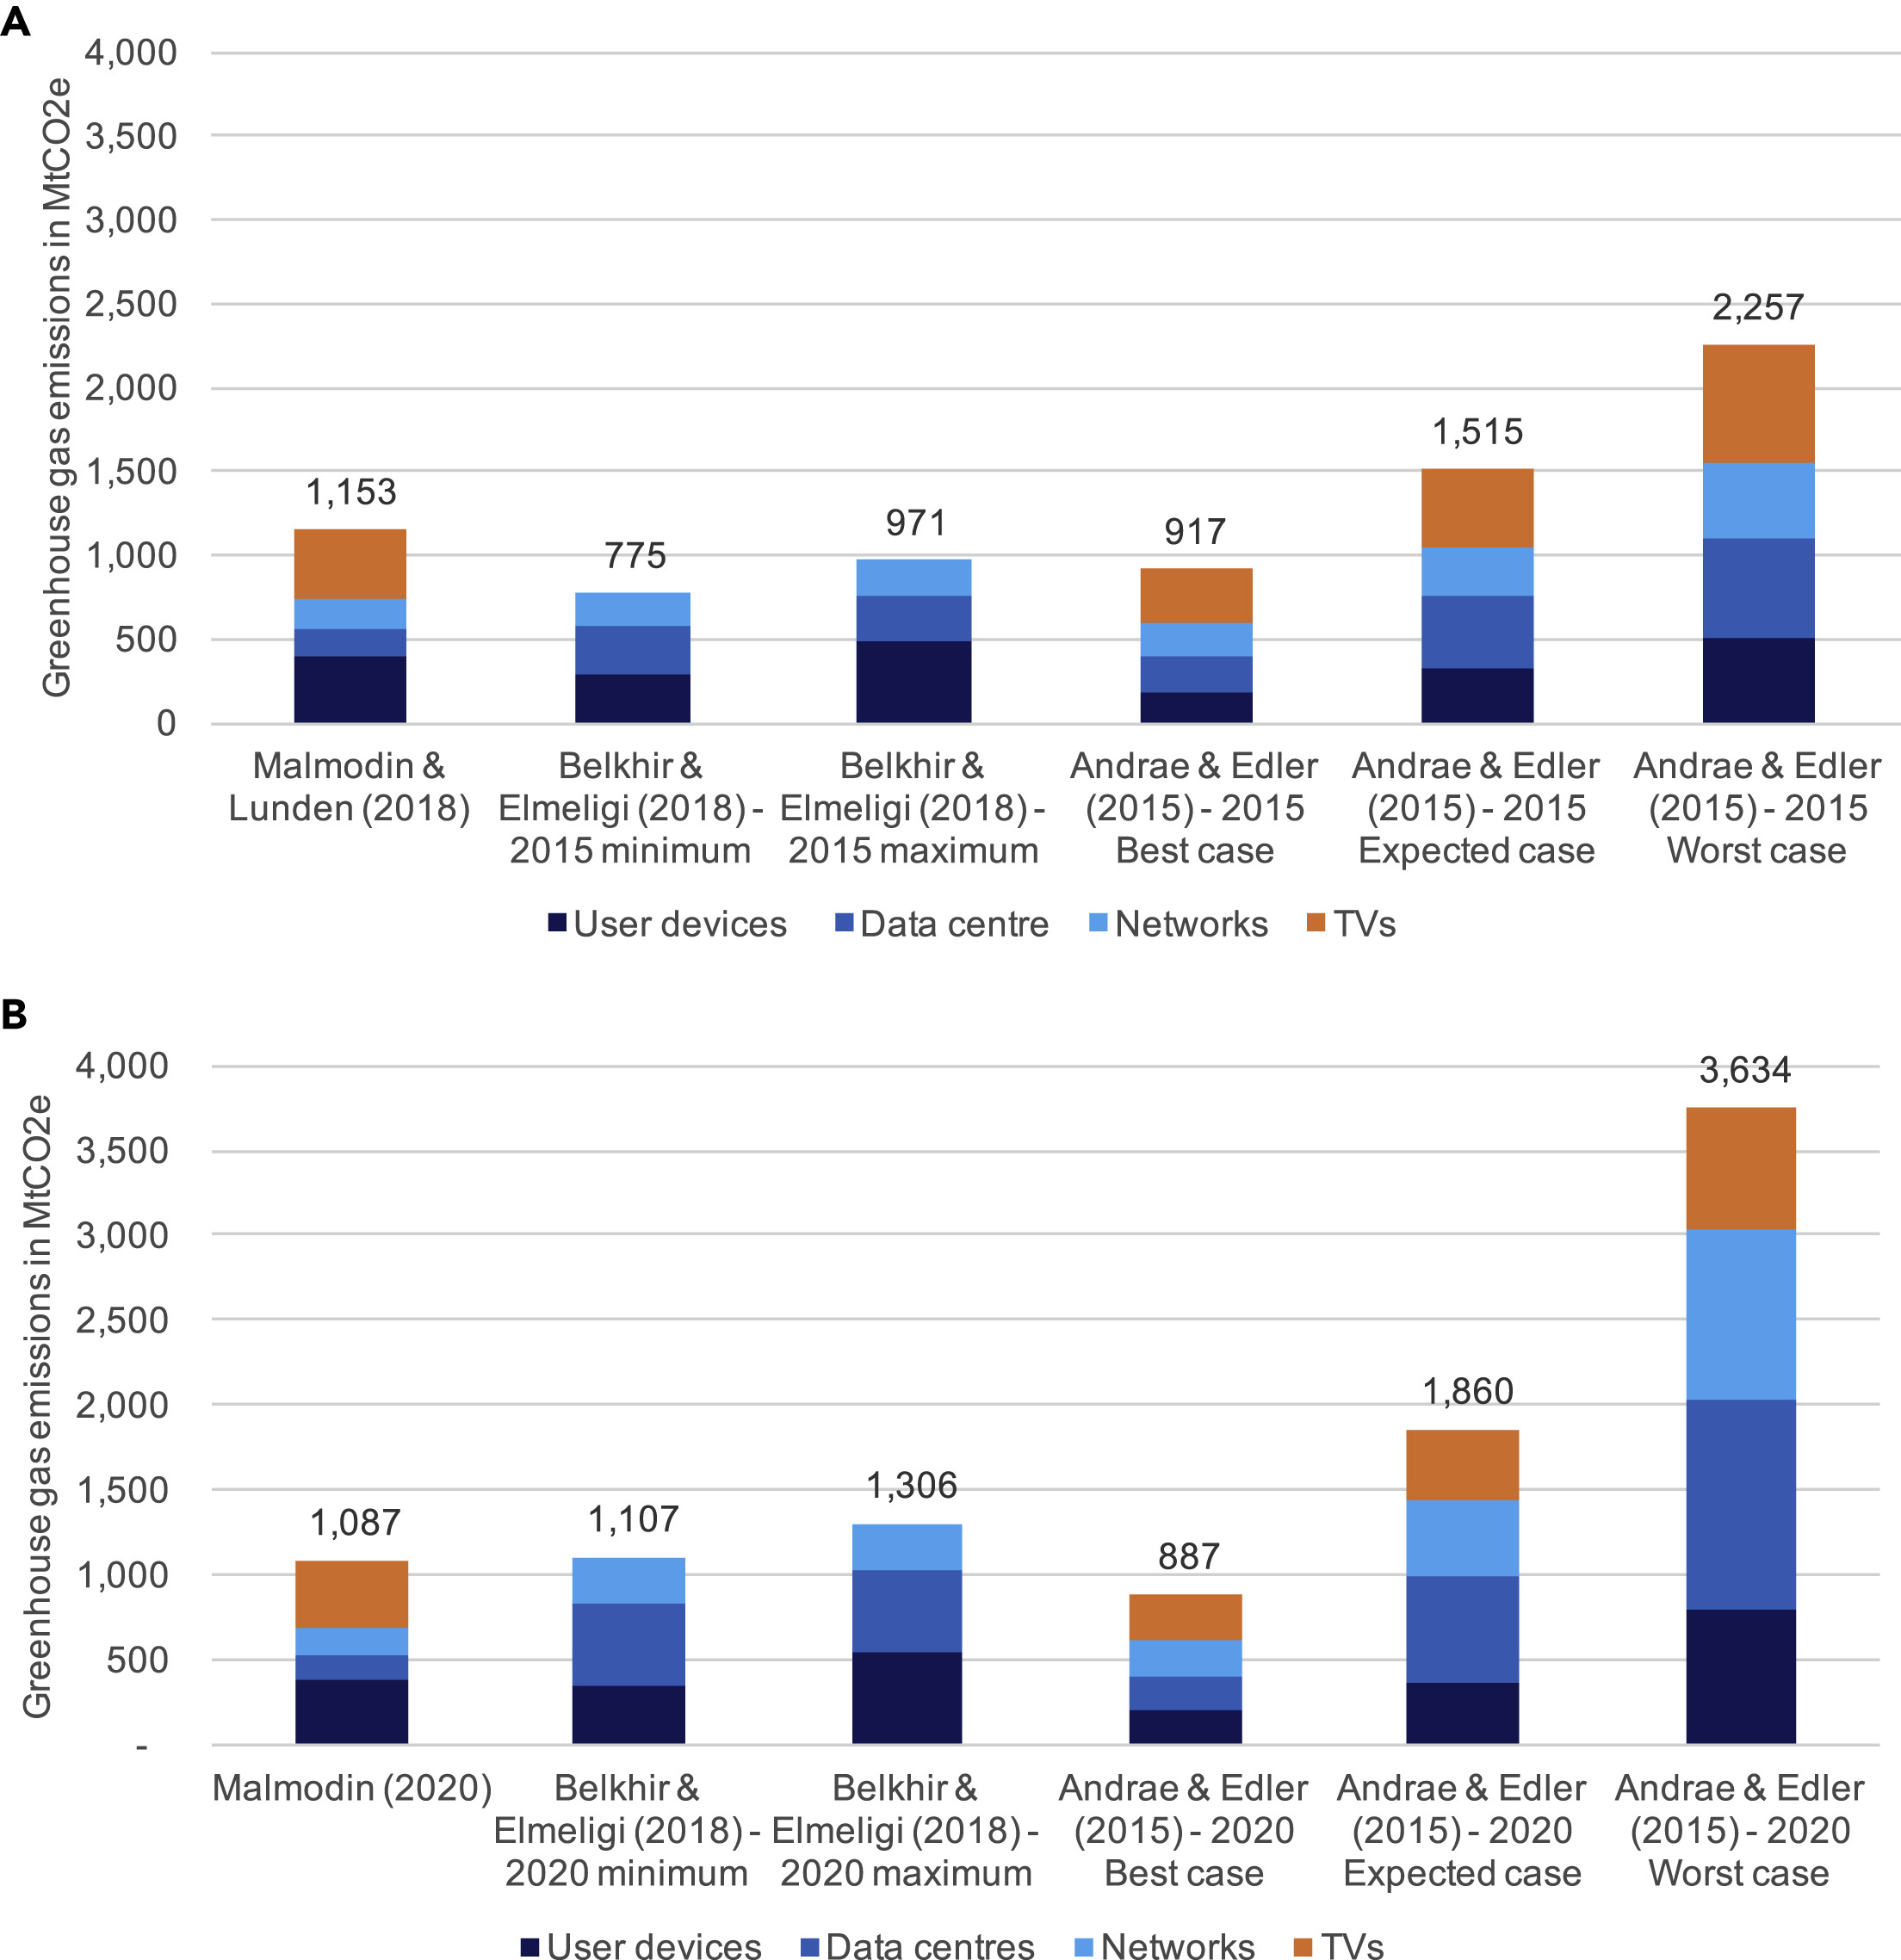 A
Greenhouse gas emissions in MtCO2e
4,000
3,500
3,000
2,500
2,000
1,500
1,000
500
0
1,153
775
971
917
1,515
2,257
Malmodin &
Lunden (2018)
Belkhir &
Elmeligi (2018) -
2015 minimum
Belkhir &
Elmeligi (2018) -
2015 maximum
Andrae & Edler
(2015) - 2015
Best case
Andrae & Edler
(2015) - 2015
Expected case
Andrae & Edler
(2015) - 2015
Worst case
User devices
Data centre
Networks
TVs
B
Greenhouse gas emissions in MtCO2e
4,000
3,500
3,000
2,500
2,000
1,500
1,000
500
-
1,087
1,107
1,306
887
1,860
3,634
Malmodin (2020)
Belkhir &
Elmeligi (2018) -
2020 minimum
Belkhir &
Elmeligi (2018) -
2020 maximum
Andrae & Edler
(2015) - 2020
Best case
Andrae & Edler
(2015) - 2020
Expected case
Andrae & Edler
(2015) - 2020
Worst case
User devices
Data centres
Networks
TVs